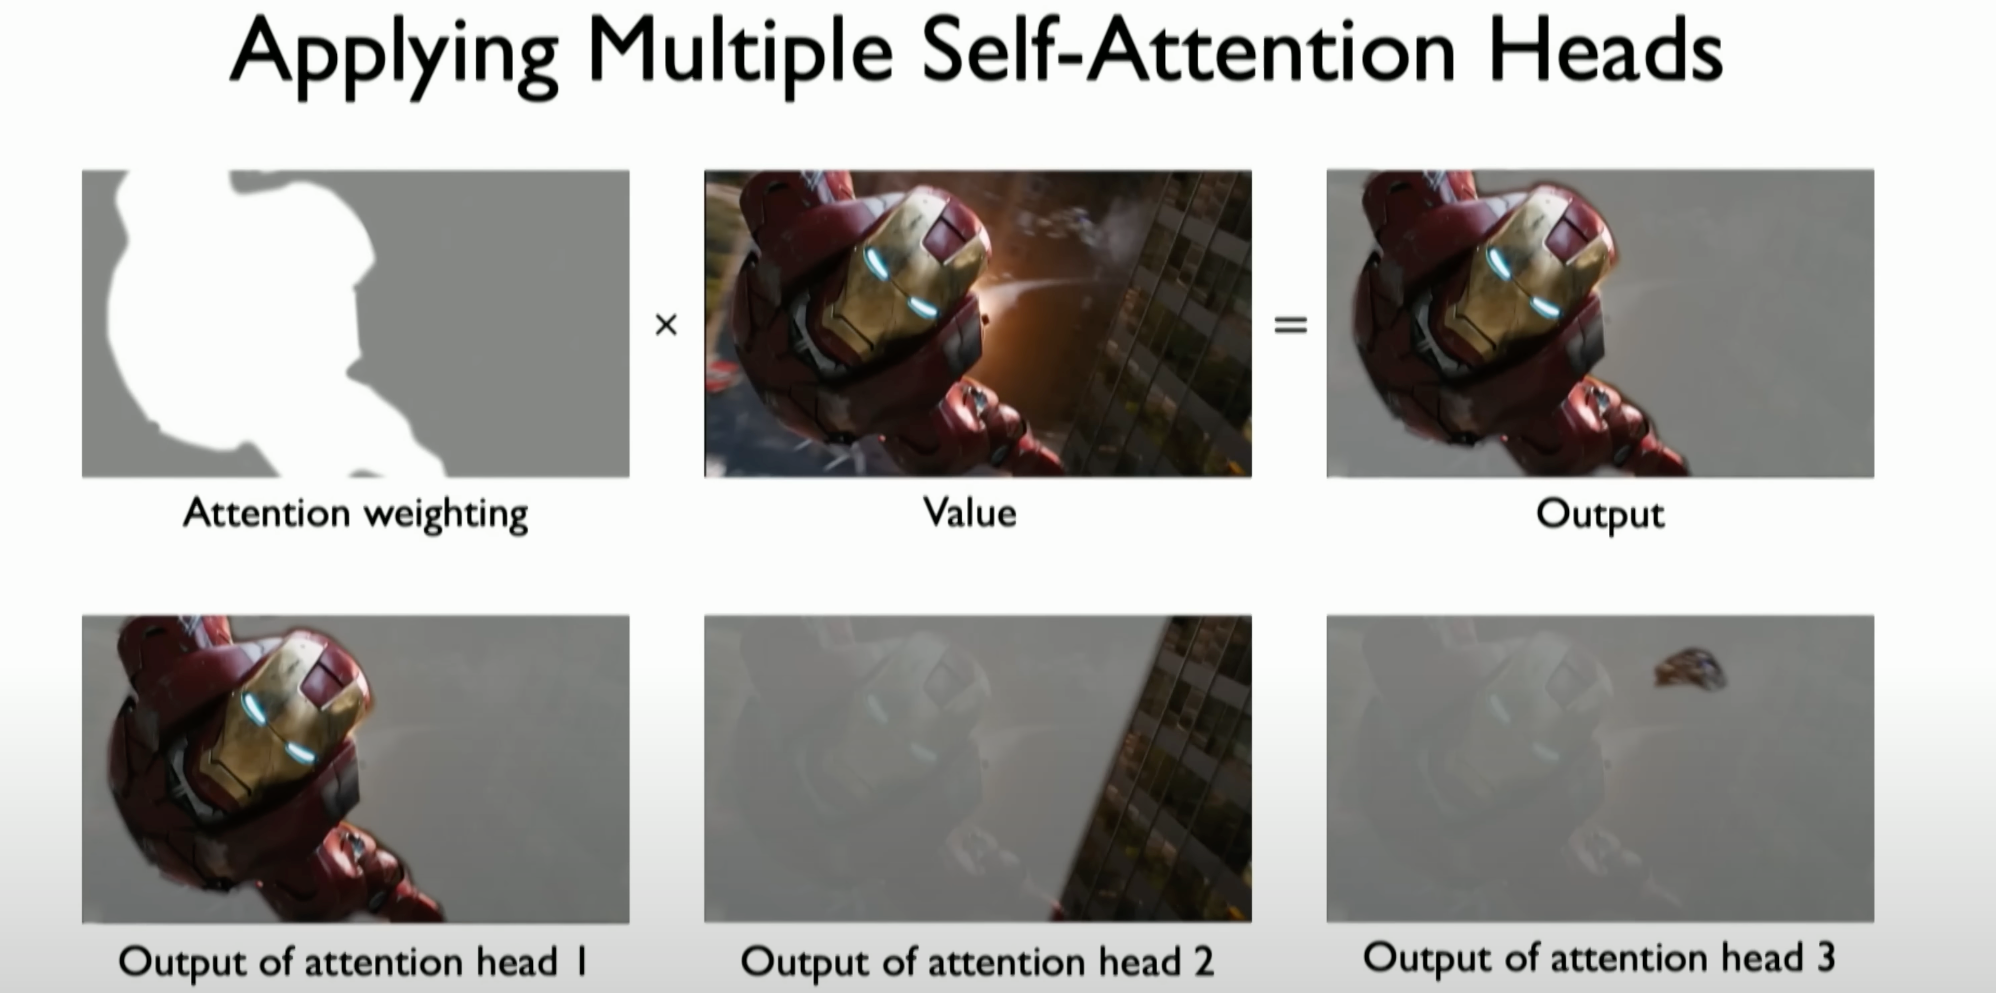 Applying Multiple Self-Attention Heads
×
=
Attention weighting
Value
Output
Output of attention head 1
Output of attention head 2
Output of attention head 3